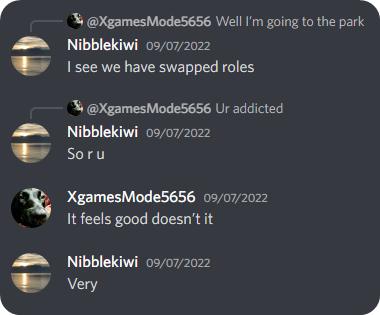 @XgamesMode5656 Well I'm going to the park
Nibblekiwi 09/07/2022
I see we have swapped roles
@XgamesMode5656 Ur addicted
Nibblekiwi 09/07/2022
So r u
XgamesMode5656 09/07/2022
It feels good doesn't it
Nibblekiwi 09/07/2022
Very